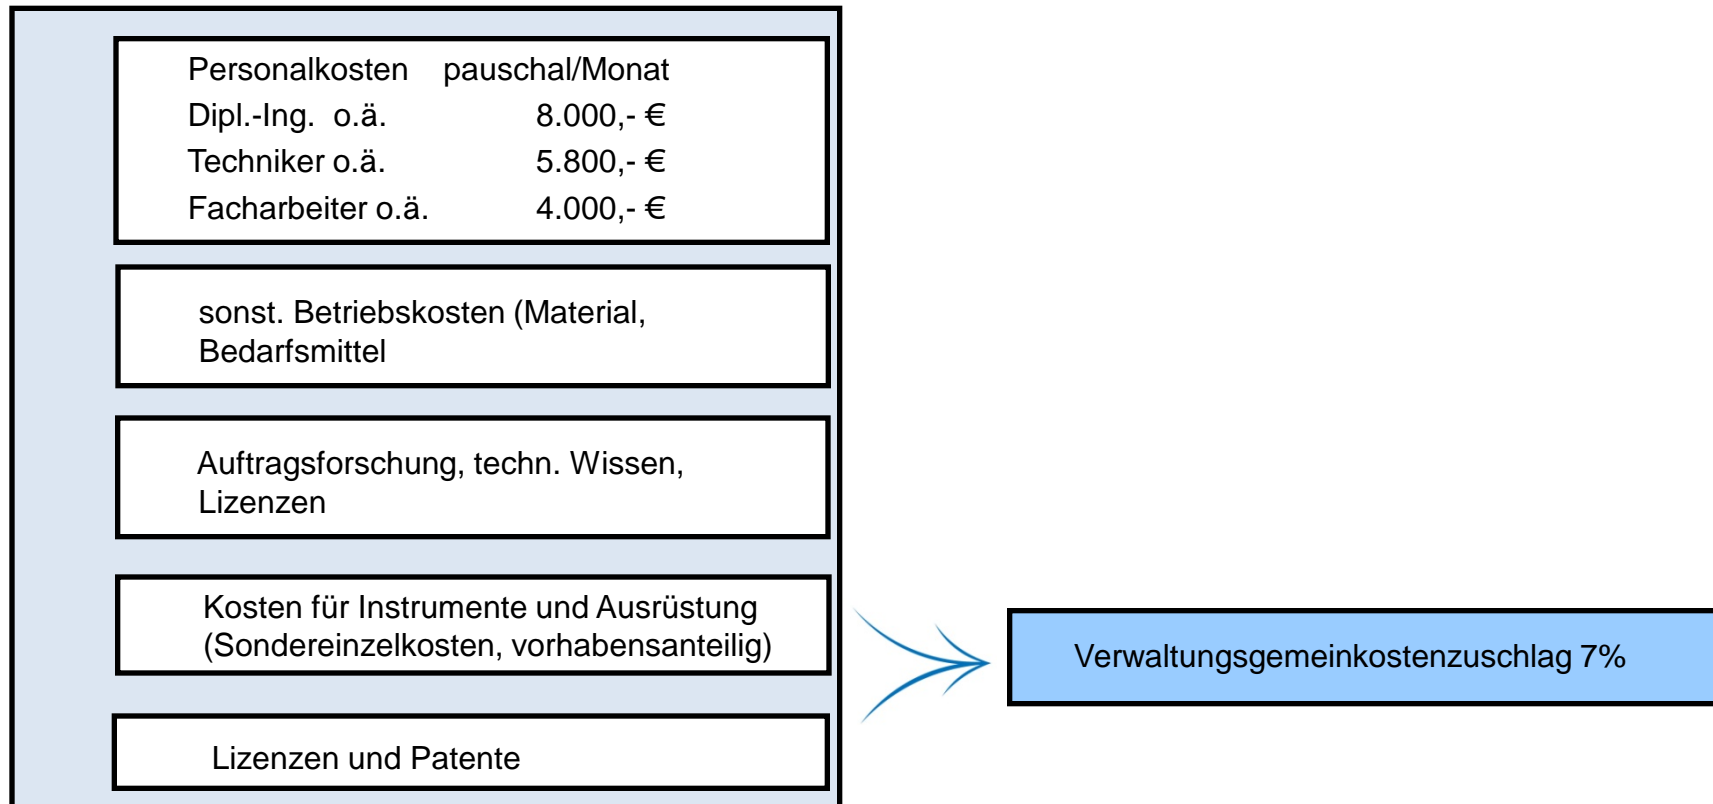 Personalkosten pauschal/Monat
Dipl.-Ing. o.ä. 8.000,- €
Techniker o.ä. 5.800,- €
Facharbeiter o.ä. 4.000,- €
sonst. Betriebskosten (Material,
Bedarfsmittel
Auftragsforschung, techn. Wissen,
Lizenzen
Kosten für Instrumente und Ausrüstung
(Sondereinzelkosten, vorhabensanteilig)
Verwaltungsgemeinkostenzuschlag 7%
Lizenzen und Patente